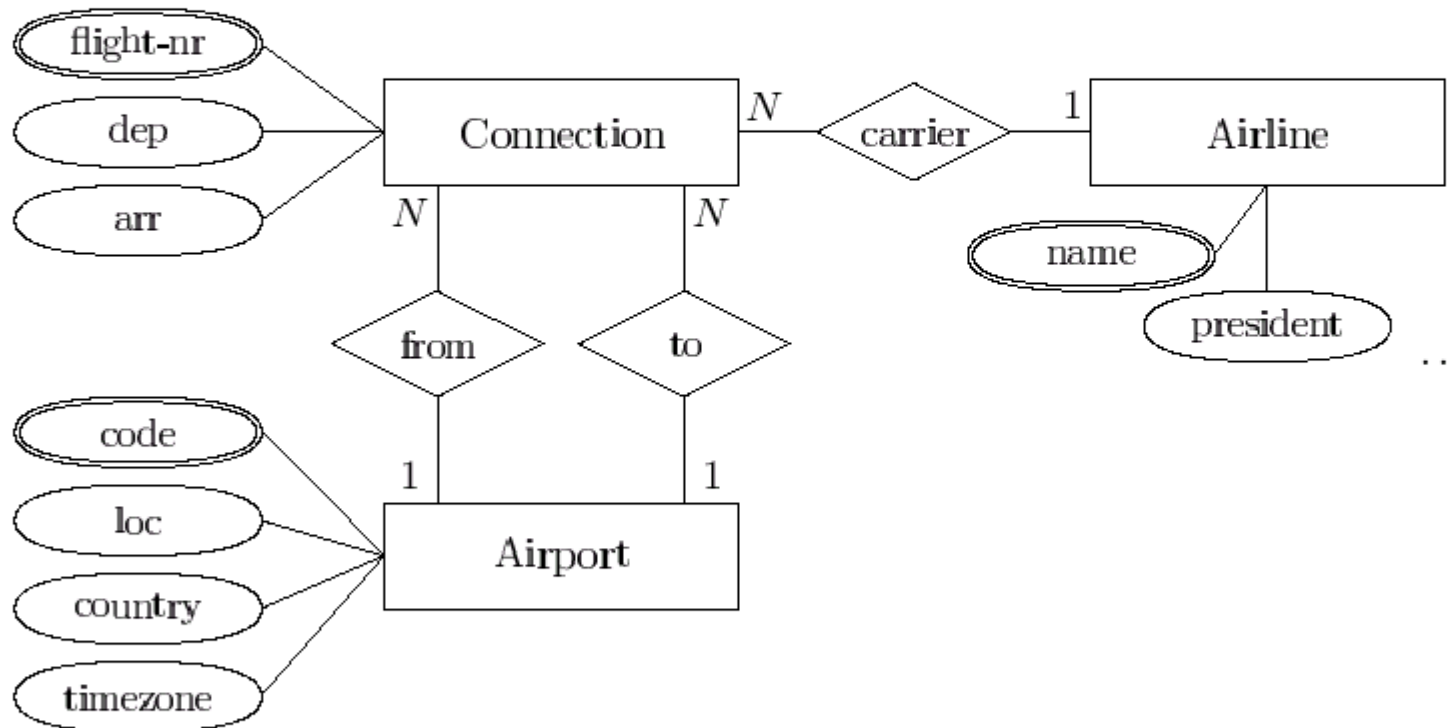 flight-nr
dep
arr
Connection
N
carrier
1
Airline
name
president
N
N
from
to
. .
code
loc
country
timezone
1
1
Airport